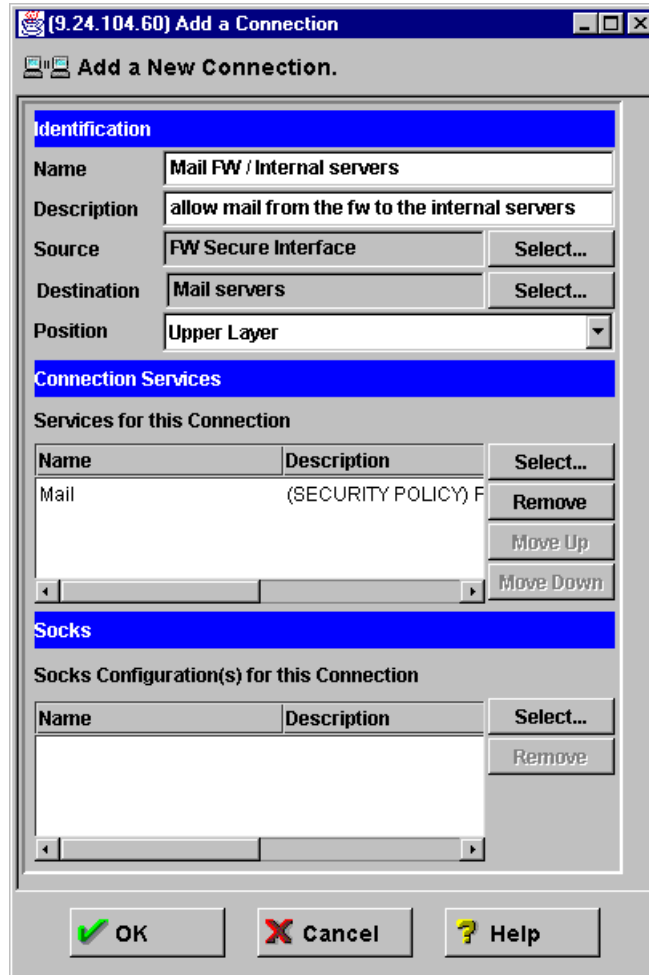 (9.24.104.60) Add a Connection
Add a New Connection.
Identification
Name Mail FW / Internal servers
Description allow mail from the fw to the internal servers
Source FW Secure Interface Select...
Destination Mail servers Select...
Position Upper Layer
Connection Services
Services for this Connection
Name Description Select...
Mail (SECURITY POLICY) F Remove
Move Up
Move Down
Socks
Socks Configuration(s) for this Connection
Name Description Select...
Remove
OK Cancel Help